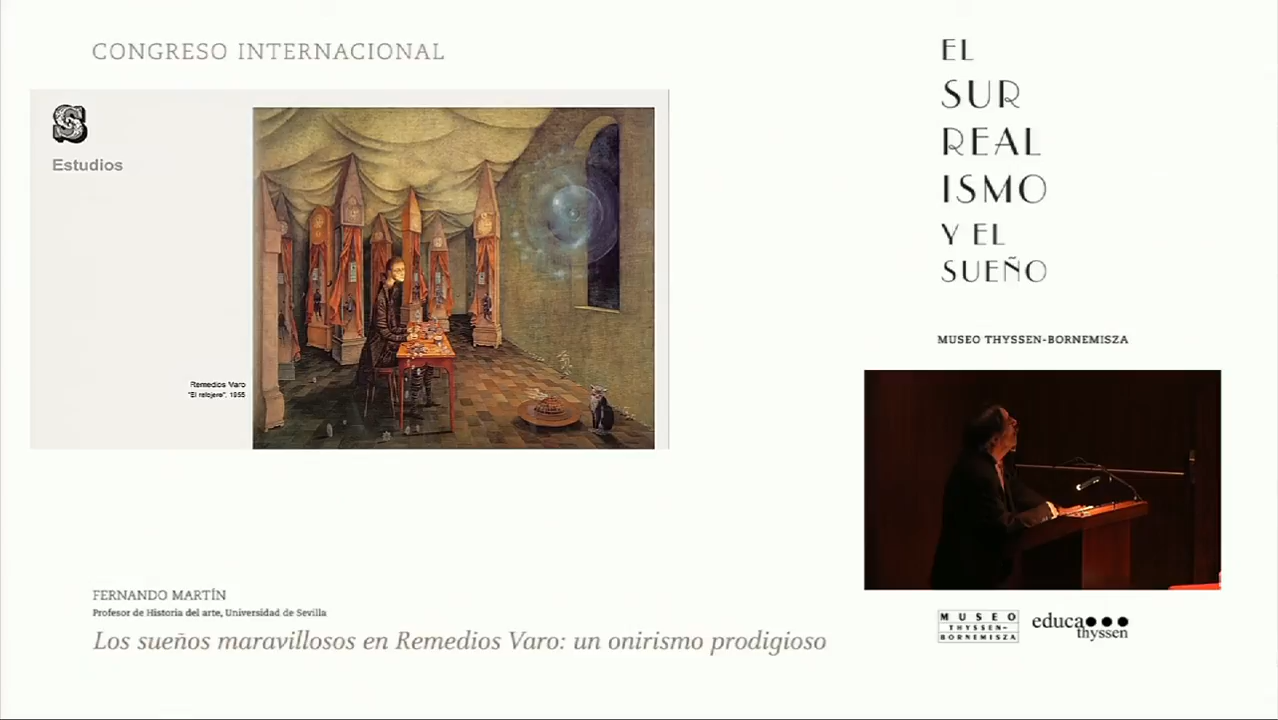 CONGRESO INTERNACIONAL
S
Estudios
Remedios Varo
"El relojero", 1955
EL
SUR
REAL
ISMO
Y EL
SUEÑO
MUSEO THYSSEN-BORNEMISZA
FERNANDO MARTÍN
Profesor de Historia del arte, Universidad de Sevilla
Los sueños maravillosos en Remedios Varo: un onirismo prodigioso
MUSEO
THYSSEN-
BORNEMISZA
educa
thyssen